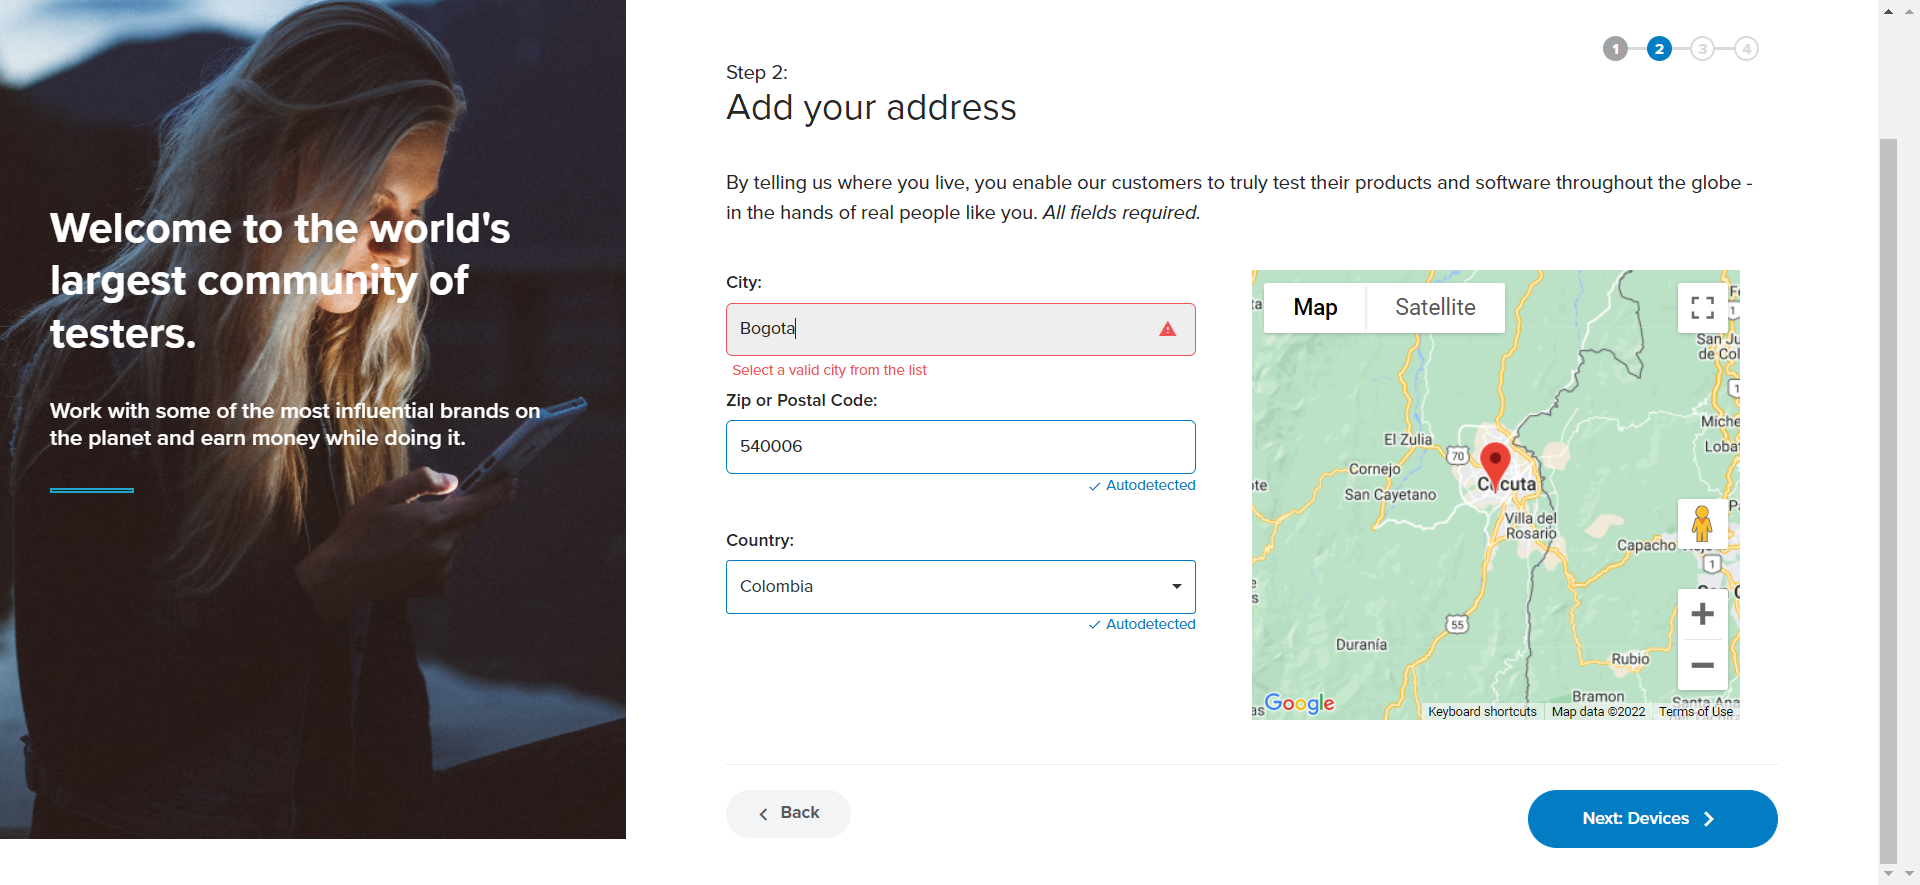 Welcome to the world's
largest community of
testers.
Work with some of the most influential brands on
the planet and earn money while doing it.
1 2 3 4
Step 2:
Add your address
By telling us where you live, you enable our customers to truly test their products and software throughout the globe -
in the hands of real people like you. All fields required.
City:
Bogota
Select a valid city from the list
Zip or Postal Code:
540006
Autodetected
Country:
Colombia
Autodetected
Map Satellite
San Ju
de Col
1
Miche
Loba
El Zulia
70
Cornejo
San Cayetano
Cúcuta
Villa del
Rosario
Capacho
1
55
Duranía
Rubio
Bramon
Santa Ana
Google
Keyboard shortcuts
Map data ©2022
Terms of Use
Back
Next: Devices